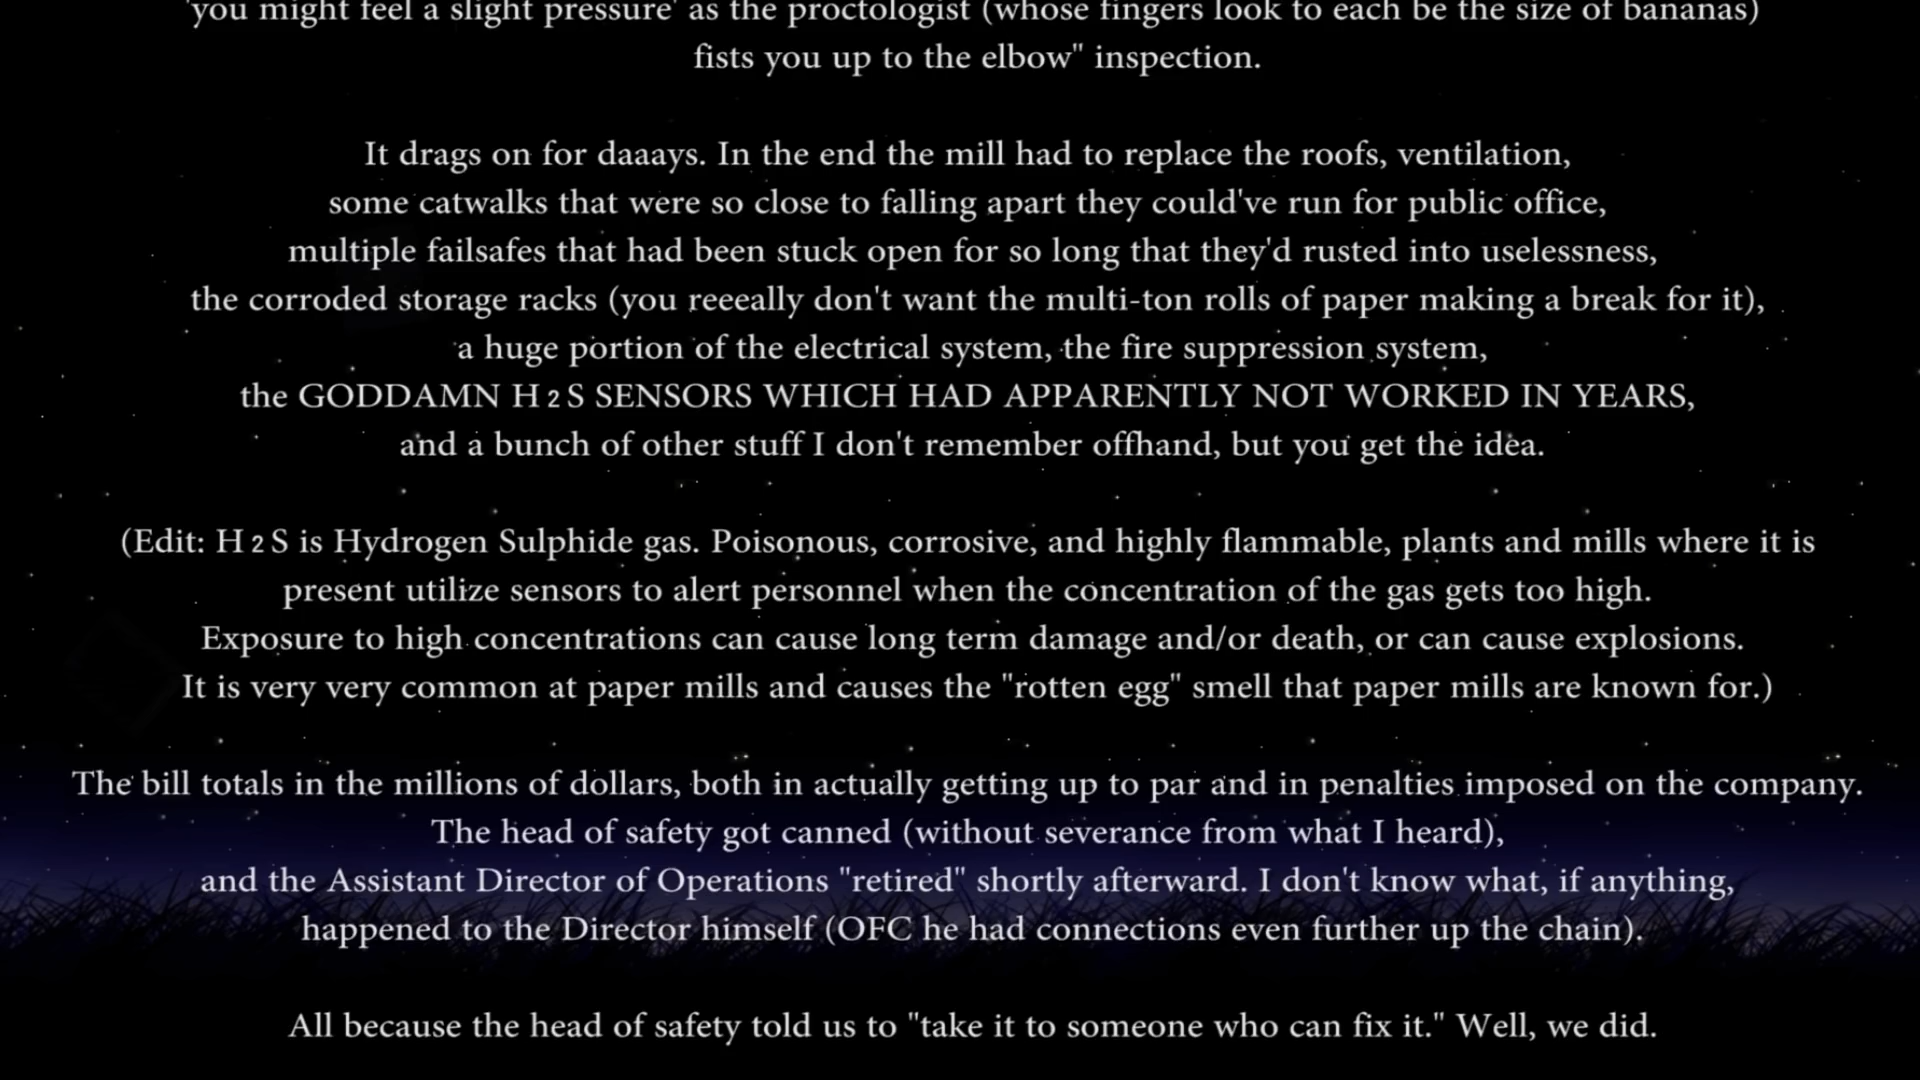 'you might feel a slight pressure' as the proctologist (whose fingers look to each be the size of bananas)
fists you up to the elbow" inspection.
It drags on for daaays. In the end the mill had to replace the roofs, ventilation,
some catwalks that were so close to falling apart they could've run for public office,
multiple failsafes that had been stuck open for so long that they'd rusted into uselessness,
the corroded storage racks (you reeeally don't want the multi-ton rolls of paper making a break for it),
a huge portion of the electrical system, the fire suppression system,
the GODDAMN H2S SENSORS WHICH HAD APPARENTLY NOT WORKED IN YEARS,
and a bunch of other stuff I don't remember offhand, but you get the idea.
(Edit: H2S is Hydrogen Sulphide gas. Poisonous, corrosive, and highly flammable, plants and mills where it is
present utilize sensors to alert personnel when the concentration of the gas gets too high.
Exposure to high concentrations can cause long term damage and/or death, or can cause explosions.
It is very very common at paper mills and causes the "rotten egg" smell that paper mills are known for.)
The bill totals in the millions of dollars, both in actually getting up to par and in penalties imposed on the company.
The head of safety got canned (without severance from what I heard),
and the Assistant Director of Operations "retired" shortly afterward. I don't know what, if anything,
happened to the Director himself (OFC he had connections even further up the chain).
All because the head of safety told us to "take it to someone who can fix it." Well, we did.